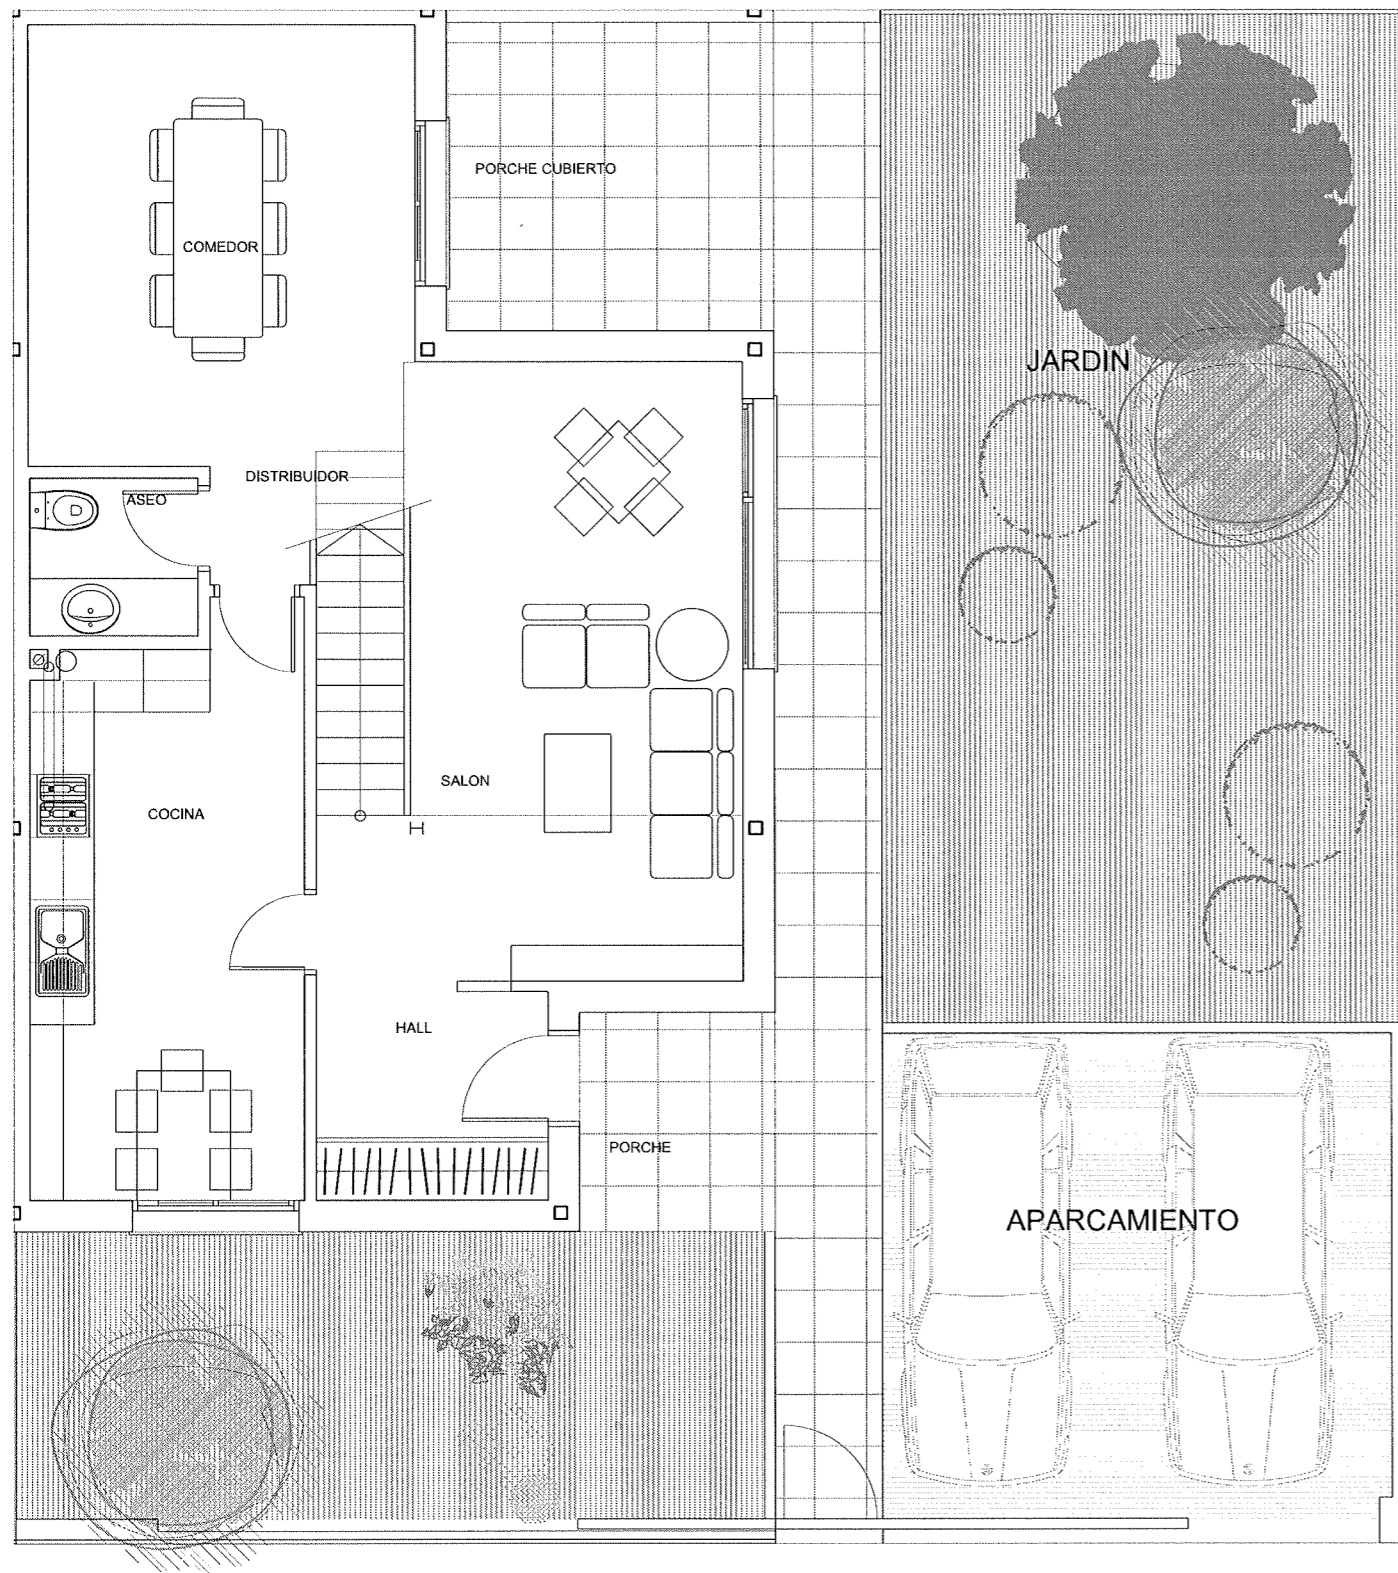 PORCHE CUBIERTO
COMEDOR
JARDIN
DISTRIBUIDOR
ASEO
SALON
COCINA
HALL
PORCHE
APARCAMIENTO